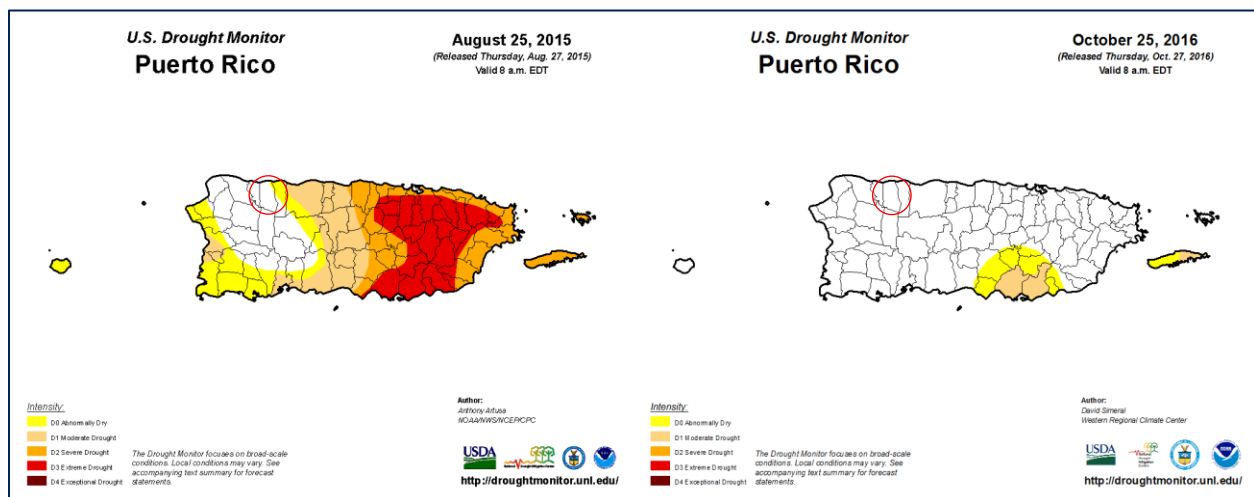 U.S. Drought Monitor
Puerto Rico
August 25, 2015
(Released Thursday, Aug. 27, 2015)
Valid 8 a.m. EDT
Intensity:
D0 Abnormally Dry
D1 Moderate Drought
D2 Severe Drought
D3 Extreme Drought
D4 Exceptional Drought
The Drought Monitor focuses on broad-scale
conditions. Local conditions may vary. See
accompanying text summary for forecast
statements.
Author:
Anthony Artusa
NOAA/NWS/NCEP/CPC
USDA
http://droughtmonitor.unl.edu/
U.S. Drought Monitor
Puerto Rico
October 25, 2016
(Released Thursday, Oct. 27, 2016)
Valid 8 a.m. EDT
Intensity:
D0 Abnormally Dry
D1 Moderate Drought
D2 Severe Drought
D3 Extreme Drought
D4 Exceptional Drought
The Drought Monitor focuses on broad-scale
conditions. Local conditions may vary. See
accompanying text summary for forecast
statements.
Author:
David Simeral
Western Regional Climate Center
USDA
National
Drought
Mitigation
Center
http://droughtmonitor.unl.edu/